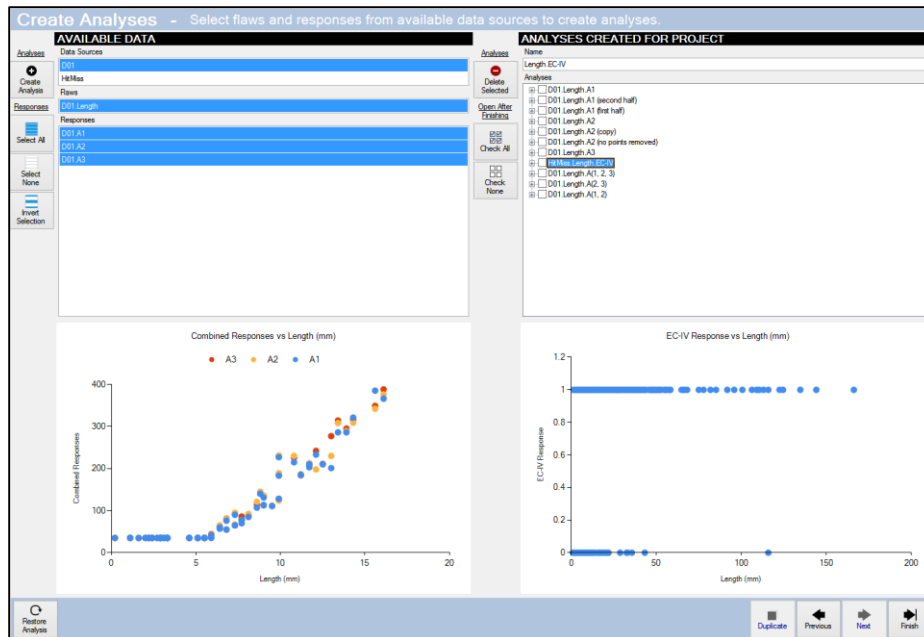 Create Analyses - Select flaws and responses from available data sources to create analyses.
AVAILABLE DATA
Analyses
Create Analysis
Responses
Select All
Select None
Invert Selection
Data Sources
D01
HitMiss
Flaws
D01.Length
Responses
D01.A1
D01.A2
D01.A3
Combined Responses vs Length (mm)
A3 A2 A1
Combined Responses
400
300
200
100
0
0 5 10 15 20
Length (mm)
ANALYSES CREATED FOR PROJECT
Analyses
Delete Selected
Open After Finishing
Check All
Check None
Name
Length.EC-IV
Analyses
D01.Length.A1
D01.Length.A1 (second half)
D01.Length.A1 (first half)
D01.Length.A2
D01.Length.A2 (copy)
D01.Length.A2 (no points removed)
D01.Length.A3
HitMiss.Length.EC-IV
D01.Length.A(1, 2, 3)
D01.Length.A(2, 3)
D01.Length.A(1, 2)
EC-IV Response vs Length (mm)
EC-IV Response
1.2
1
0.8
0.6
0.4
0.2
0
0 50 100 150 200
Length (mm)
Restore Analysis
Duplicate
Previous
Next
Finish